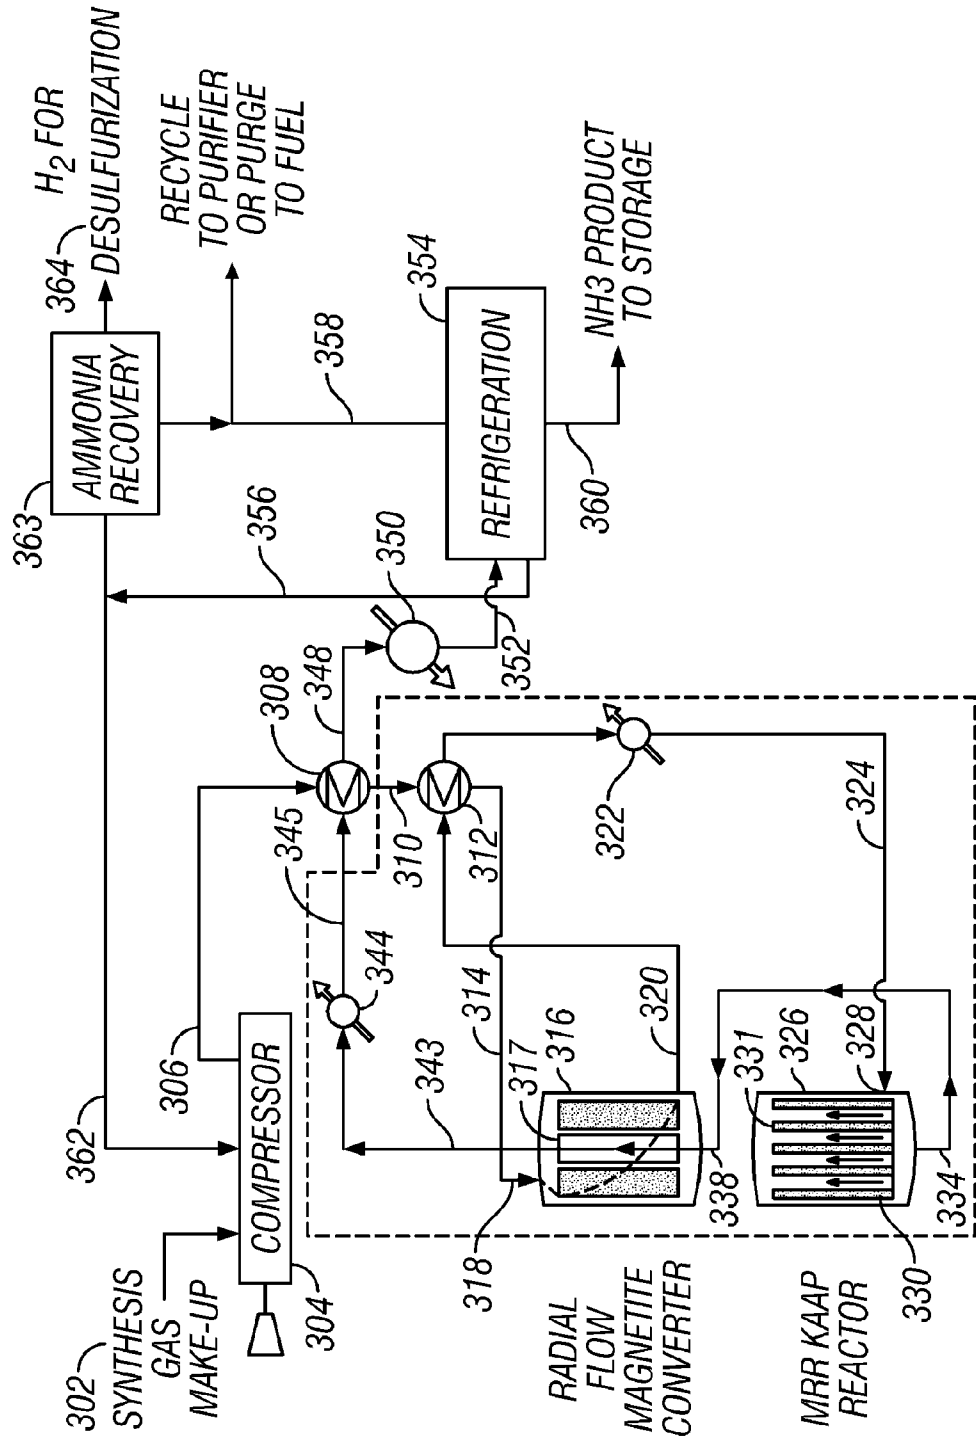 302
SYNTHESIS
GAS
MAKE-UP
304
COMPRESSOR
362
306
363
AMMONIA
RECOVERY
364
H2 FOR
DESULFURIZATION
RECYCLE
TO PURIFIER
OR PURGE
TO FUEL
356
358
345
308
348
344
310
350
354
REFRIGERATION
343
314
312
352
360
NH3 PRODUCT
TO STORAGE
318
317
316
320
322
RADIAL
FLOW
MAGNETITE
CONVERTER
338
331
326
328
324
MRR KAAP
REACTOR
330
334